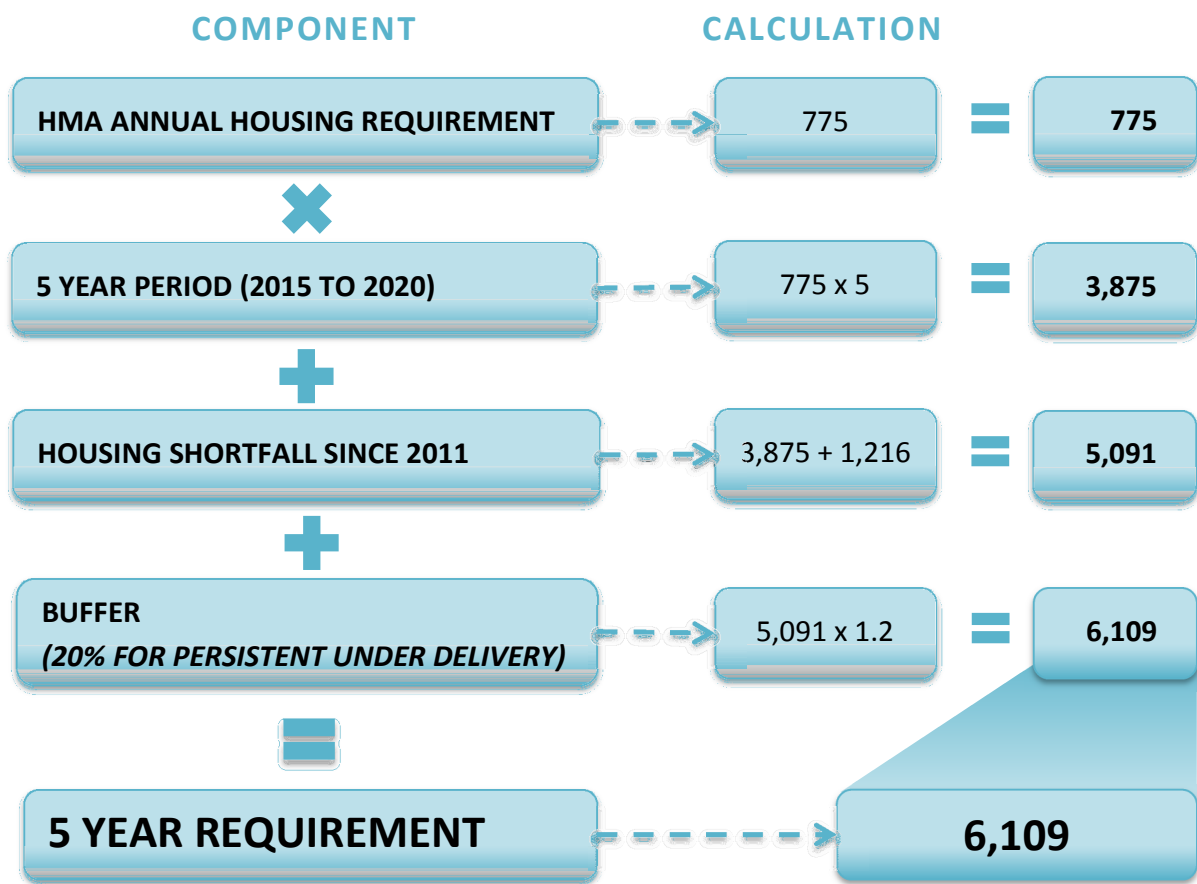 COMPONENT CALCULATION
HMA ANNUAL HOUSING REQUIREMENT 775 = 775
×
5 YEAR PERIOD (2015 TO 2020) 775 x 5 = 3,875
+
HOUSING SHORTFALL SINCE 2011 3,875 + 1,216 = 5,091
+
BUFFER
(20% FOR PERSISTENT UNDER DELIVERY) 5,091 x 1.2 = 6,109
=
5 YEAR REQUIREMENT 6,109